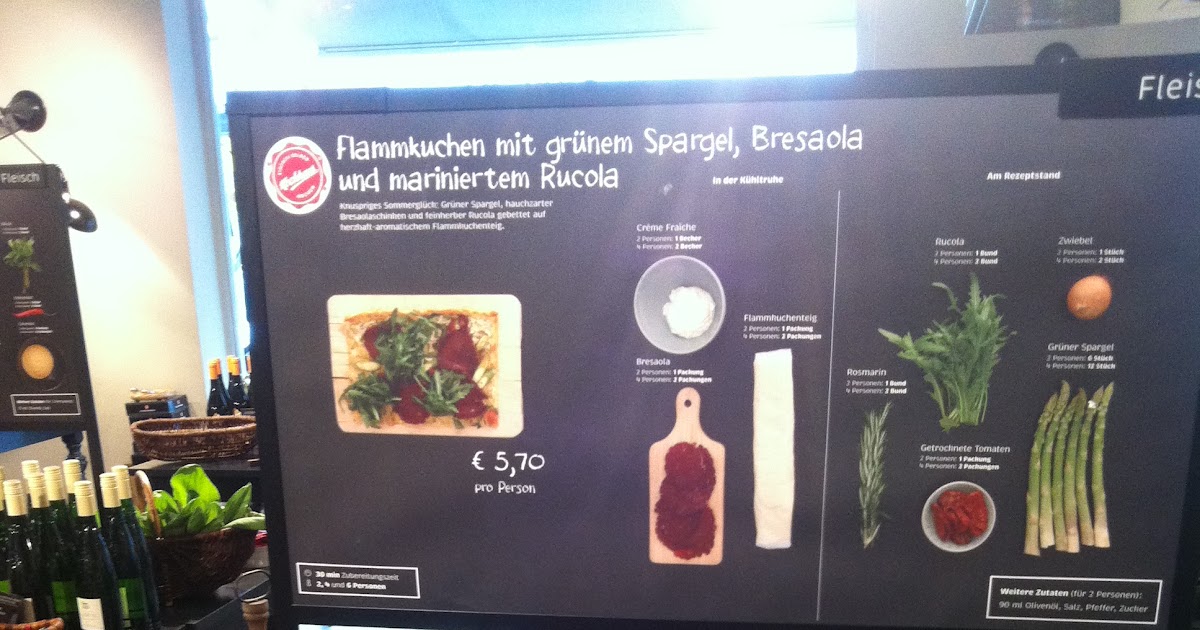 Fleisch
Fleis
Flammkuchen mit grünem Spargel, Bresaola
und mariniertem Rucola
Knuspriges Sommerglück: Grüner Spargel, hauchzarter
Bresaolaschinken und feinherber Rucola gebettet auf
herzhaft-aromatischem Flammkuchenteig.
€ 5,70
pro Person
30 min Zubereitungszeit
2, 4 und 6 Personen
In der Kühltruhe
Crème Fraîche
2 Personen: 1 Becher
4 Personen: 2 Becher
Flammkuchenteig
2 Personen: 1 Packung
4 Personen: 2 Packungen
Bresaola
2 Personen: 1 Packung
4 Personen: 2 Packungen
Am Rezeptstand
Rucola
2 Personen: 1 Bund
4 Personen: 2 Bund
Zwiebel
2 Personen: 1 Stück
4 Personen: 2 Stück
Grüner Spargel
2 Personen: 6 Stück
4 Personen: 12 Stück
Rosmarin
2 Personen: 1 Bund
4 Personen: 2 Bund
Getrocknete Tomaten
2 Personen: 1 Packung
4 Personen: 2 Packungen
Weitere Zutaten (für 2 Personen):
90 ml Olivenöl, Salz, Pfeffer, Zucker